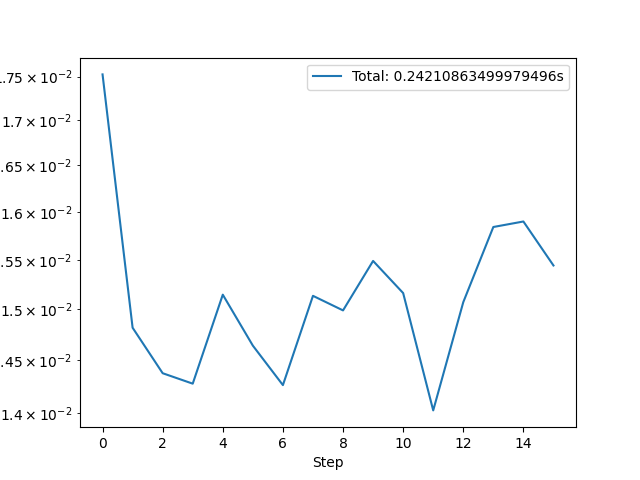 Total: 0.24210863499979496s
.75 × 10⁻²
1.7 × 10⁻²
.65 × 10⁻²
1.6 × 10⁻²
.55 × 10⁻²
1.5 × 10⁻²
.45 × 10⁻²
1.4 × 10⁻²
0 2 4 6 8 10 12 14
Step